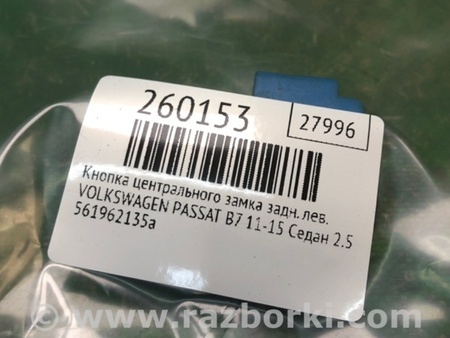 260153
27996
Кнопка центрального замка задн. лев.
VOLKSWAGEN PASSAT B7 11-15 Седан 2.5
561962135a
www.razborki.com